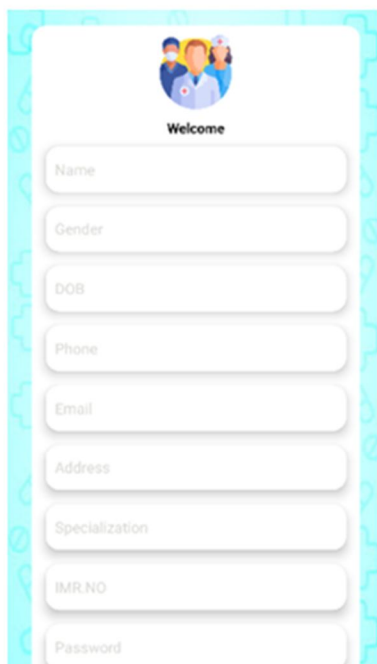 Welcome
Name
Gender
DOB
Phone
Email
Address
Specialization
IMR.NO
Password